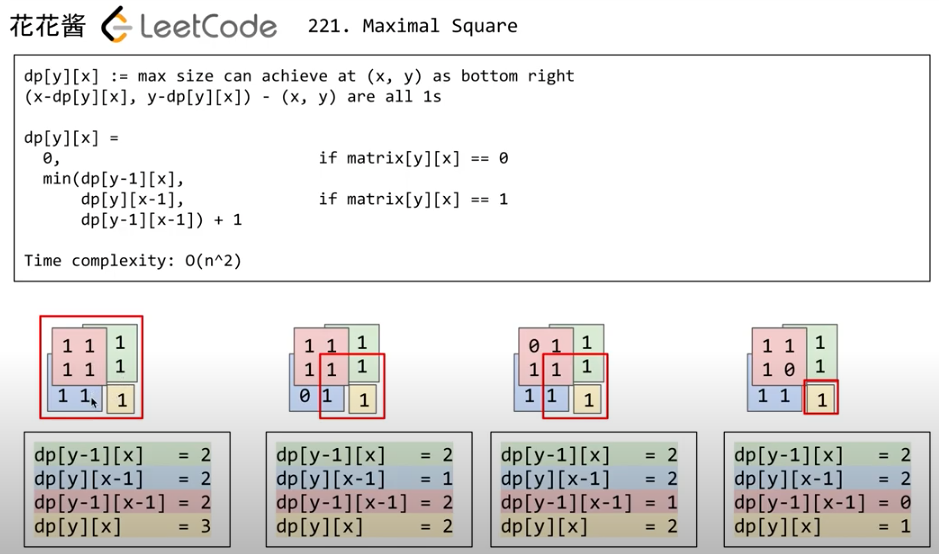 花花酱 LeetCode 221. Maximal Square
dp[y][x] := max size can achieve at (x, y) as bottom right
(x-dp[y][x], y-dp[y][x]) - (x, y) are all 1s
dp[y][x] =
0, if matrix[y][x] == 0
min(dp[y-1][x],
dp[y][x-1], if matrix[y][x] == 1
dp[y-1][x-1]) + 1
Time complexity: O(n^2)
1 1 1
1 1 1
1 1 1
dp[y-1][x] = 2
dp[y][x-1] = 2
dp[y-1][x-1] = 2
dp[y][x] = 3
1 1 1
1 1 1
0 1 1
dp[y-1][x] = 2
dp[y][x-1] = 1
dp[y-1][x-1] = 2
dp[y][x] = 2
0 1 1
1 1 1
1 1 1
dp[y-1][x] = 2
dp[y][x-1] = 2
dp[y-1][x-1] = 1
dp[y][x] = 2
1 1 1
1 0 1
1 1 1
dp[y-1][x] = 2
dp[y][x-1] = 2
dp[y-1][x-1] = 0
dp[y][x] = 1